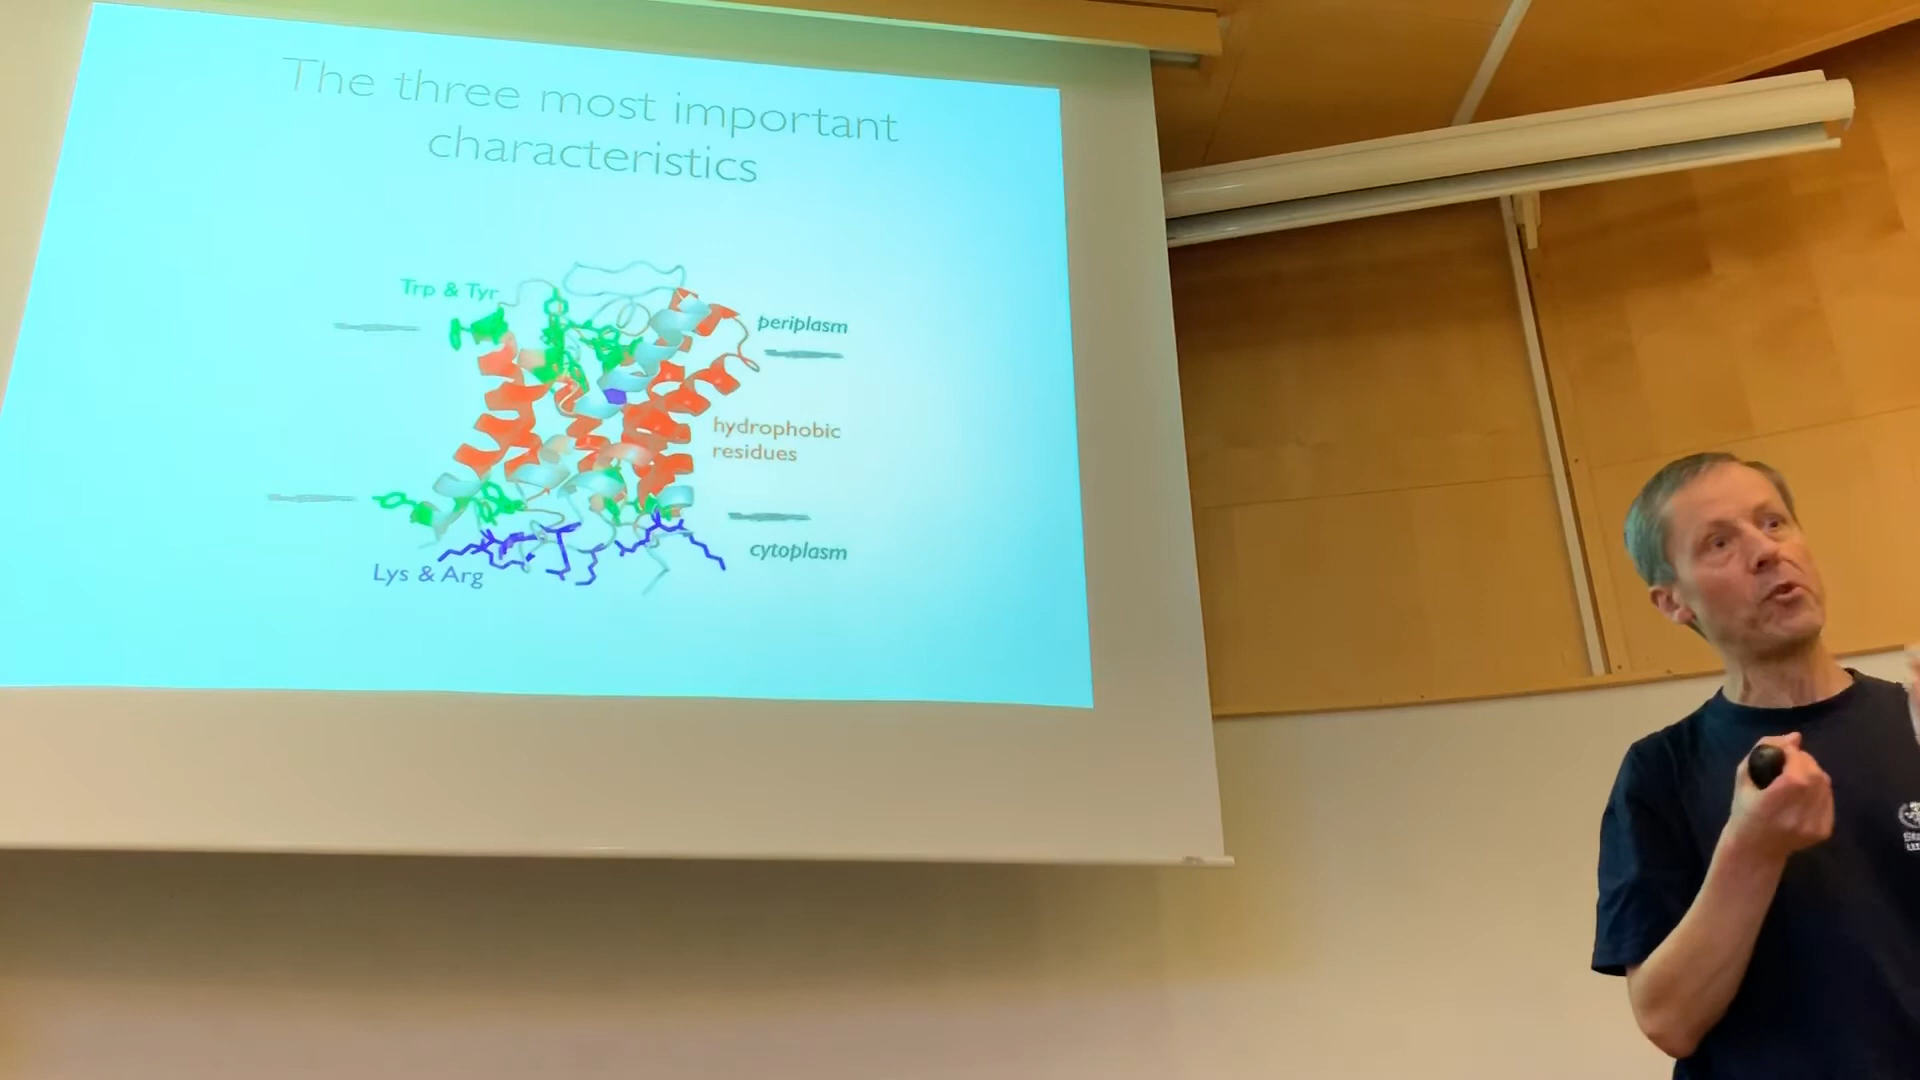 The three most important
characteristics
Trp & Tyr
periplasm
hydrophobic
residues
cytoplasm
Lys & Arg